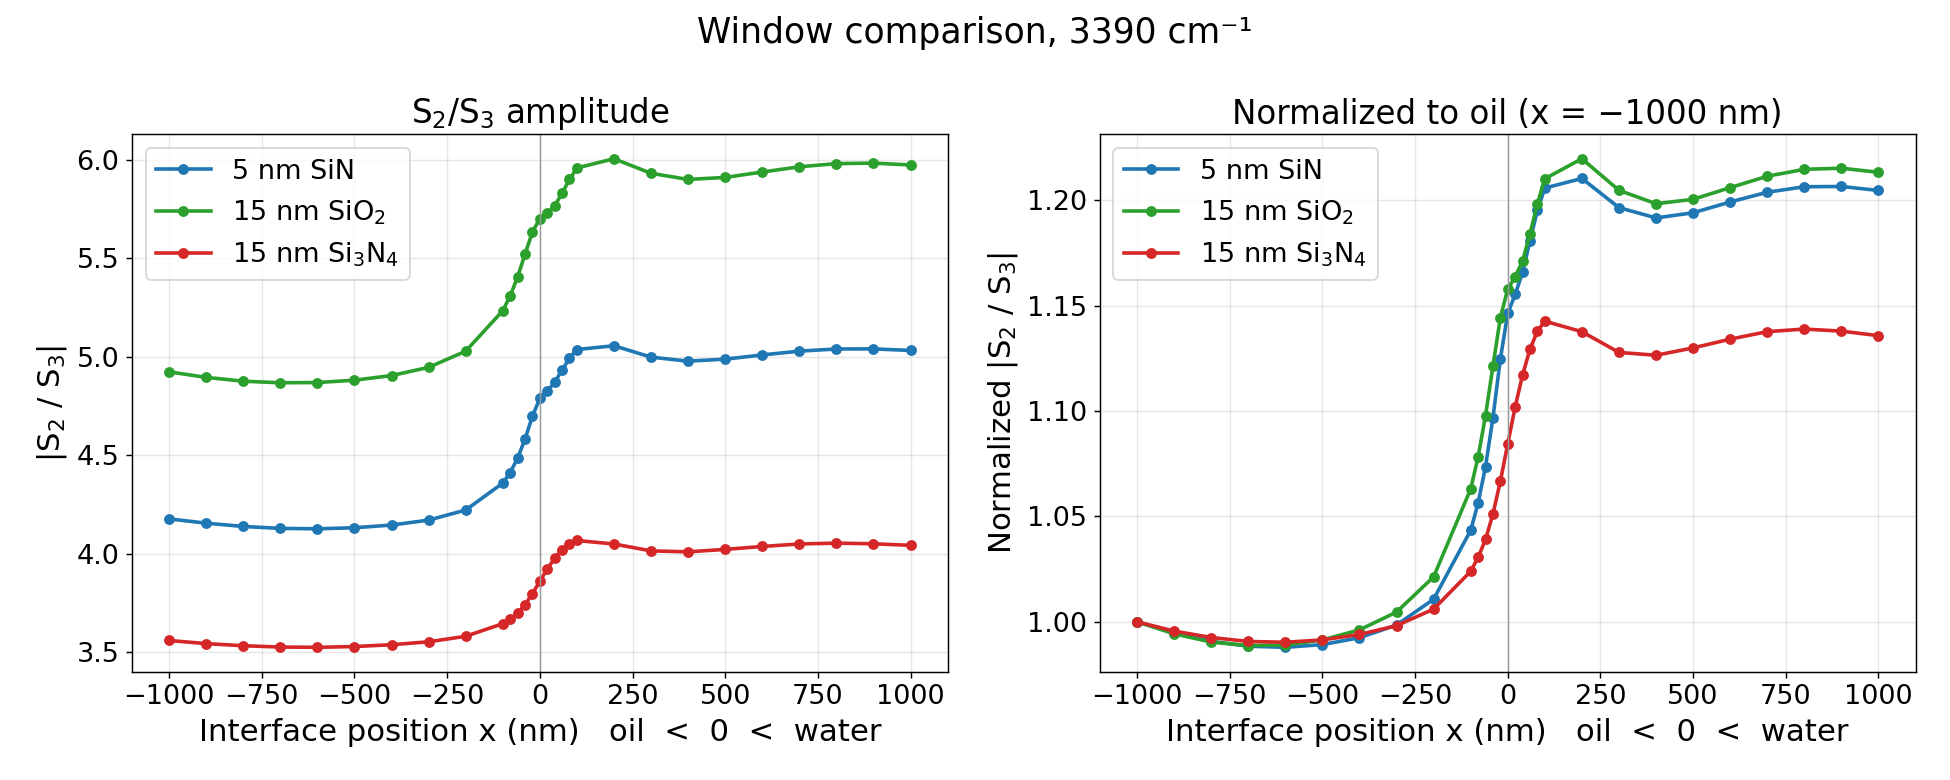 Window comparison, 3390 cm⁻¹
S₂/S₃ amplitude
|S₂ / S₃|
6.0
5.5
5.0
4.5
4.0
3.5
5 nm SiN
15 nm SiO₂
15 nm Si₃N₄
−1000 −750 −500 −250 0 250 500 750 1000
Interface position x (nm) oil < 0 < water
Normalized to oil (x = −1000 nm)
Normalized |S₂ / S₃|
1.20
1.15
1.10
1.05
1.00
5 nm SiN
15 nm SiO₂
15 nm Si₃N₄
−1000 −750 −500 −250 0 250 500 750 1000
Interface position x (nm) oil < 0 < water